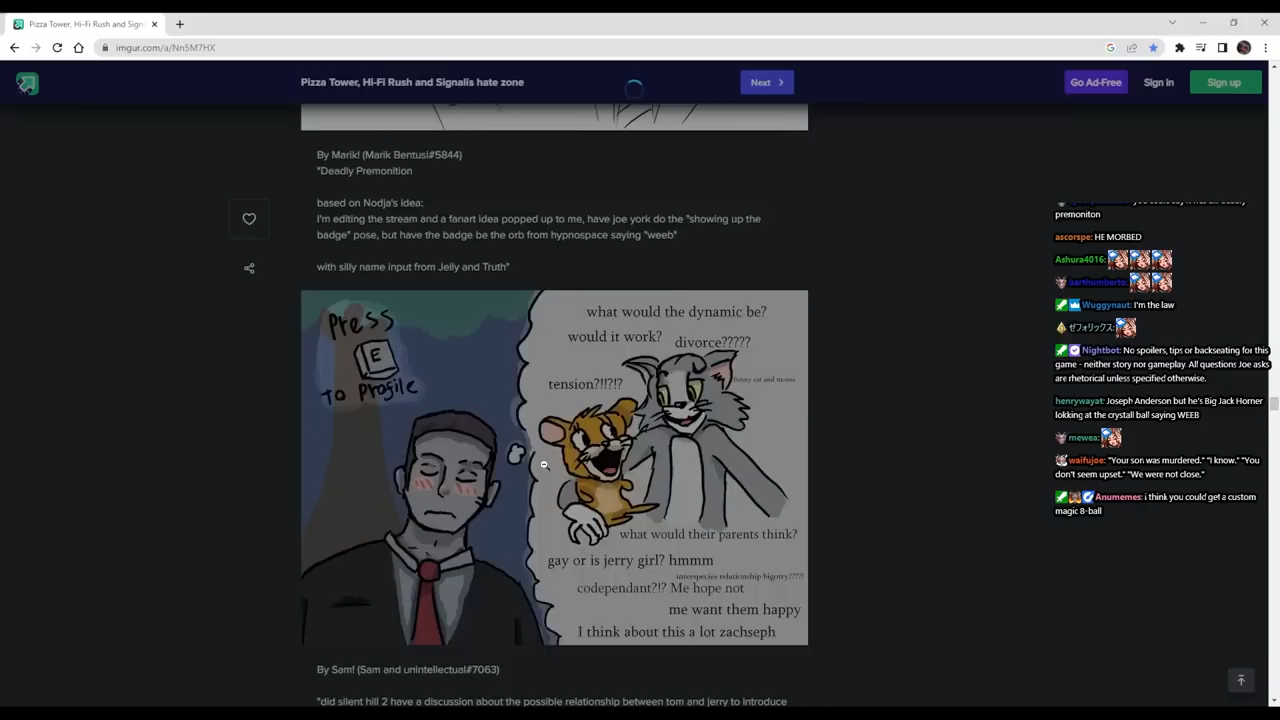 Pizza Tower, Hi-Fi Rush and Sign
imgur.com/a/Nn5M7HX
Pizza Tower, Hi-Fi Rush and Signalis hate zone
Next
Go Ad-Free
Sign in
Sign up
By Marik! (Marik Bentusi#5844)
"Deadly Premonition
based on Nodja's idea:
I'm editing the stream and a fanart idea popped up to me, have joe york do the "showing up the
badge" pose, but have the badge be the orb from hypnospace saying "weeb"
with silly name input from Jelly and Truth"
Press
E
To profile
what would the dynamic be?
would it work?
divorce?????
funny cat and mouse
tension?!!?!?
what would their parents think?
gay or is jerry girl? hmmm
interspecies relationship bigotry????!
codependant?!? Me hope not
me want them happy
I think about this a lot zachseph
By Sam! (Sam and unintellectual#7063)
"did silent hill 2 have a discussion about the possible relationship between tom and jerry to introduce
premoniton
ascorspe: HE MORBED
Ashura4016:
barthumberto:
Wuggynaut: I'm the law
ゼフォリックス:
Nightbot: No spoilers, tips or backseating for this
game - neither story nor gameplay. All questions Joe asks
are rhetorical unless specified otherwise.
henrywayat: Joseph Anderson but he's Big Jack Horner
lokking at the crystall ball saying WEEB
mewea:
waifujoe: "Your son was murdered." "I know." "You
don't seem upset." "We were not close."
Anumemes: i think you could get a custom
magic 8-ball